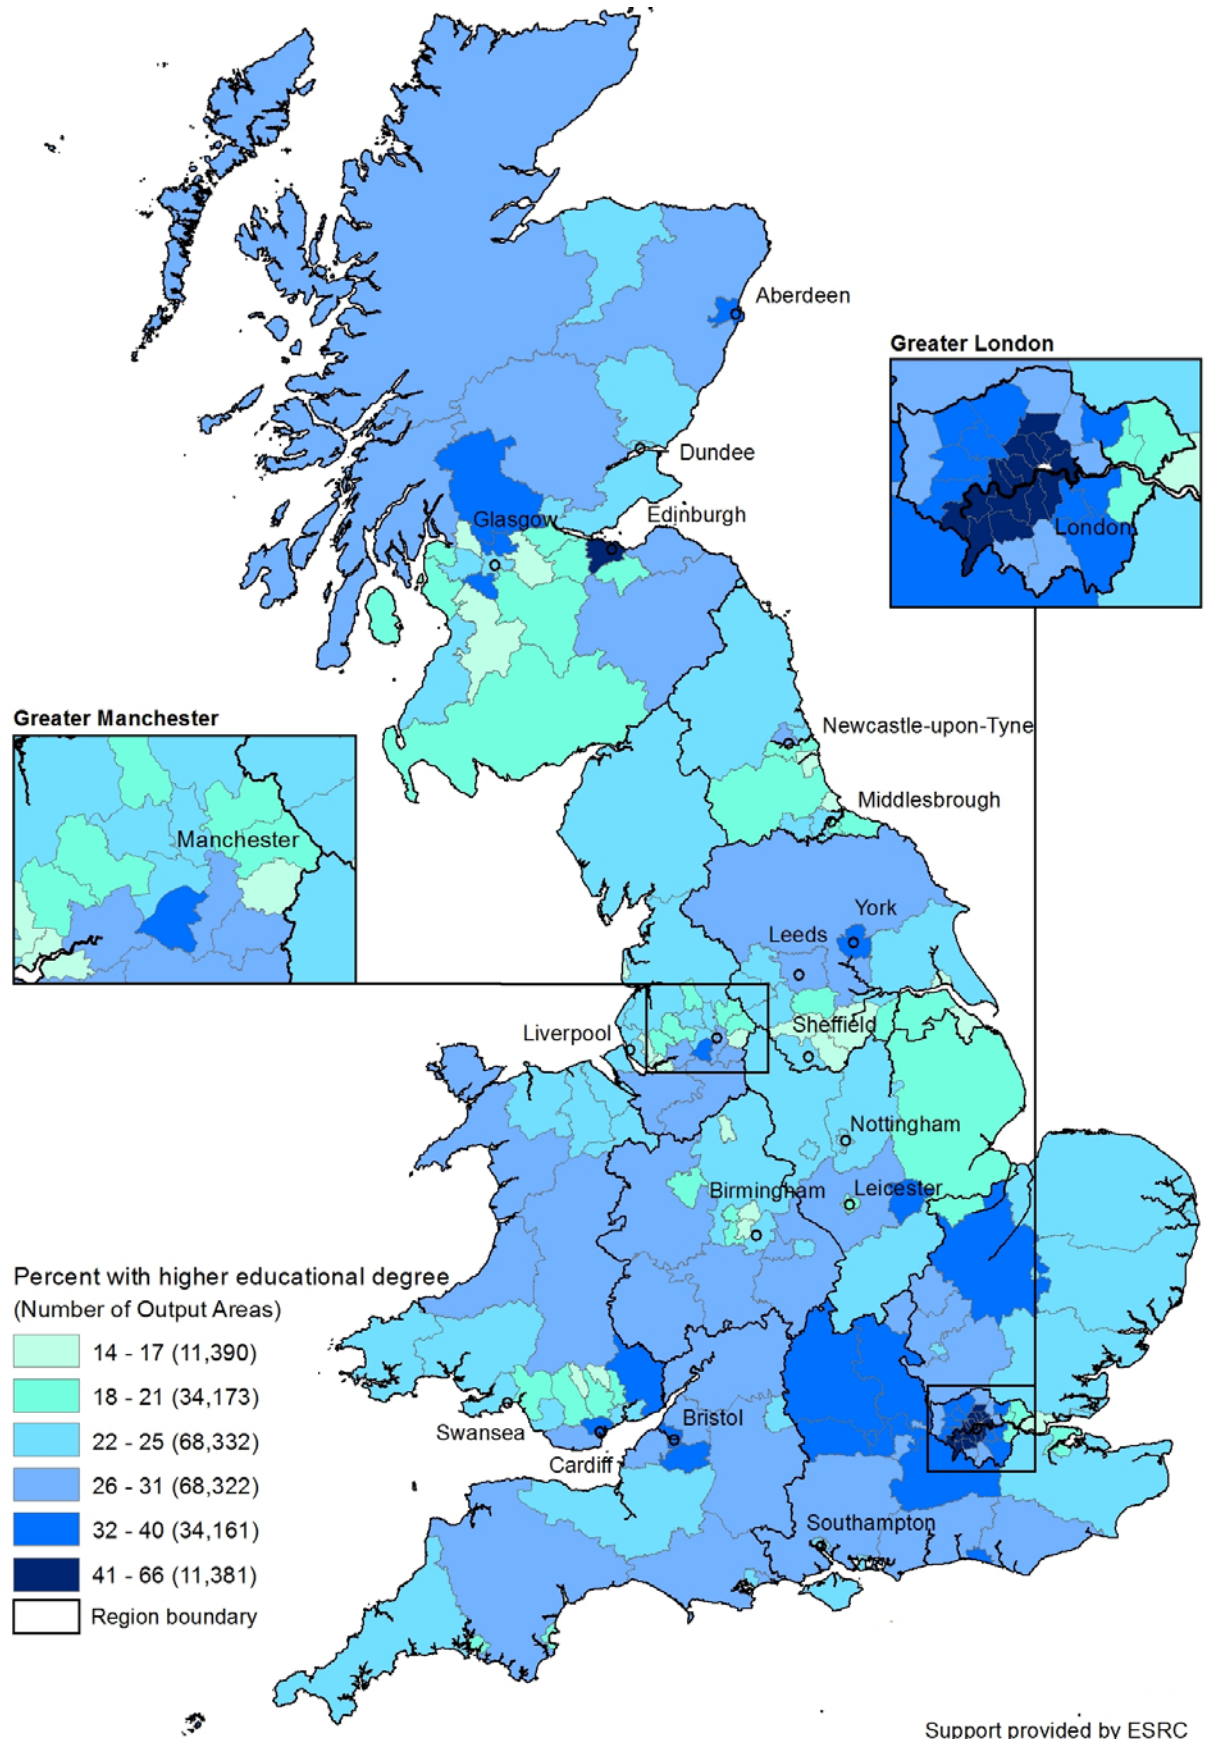 Aberdeen
Greater London
London
Dundee
Edinburgh
Glasgow
Greater Manchester
Manchester
Newcastle-upon-Tyne
Middlesbrough
York
Leeds
Sheffield
Liverpool
Nottingham
Birmingham
Leicester
Percent with higher educational degree
(Number of Output Areas)
14 - 17 (11,390)
18 - 21 (34,173)
22 - 25 (68,332)
26 - 31 (68,322)
32 - 40 (34,161)
41 - 66 (11,381)
Region boundary
Swansea
Cardiff
Bristol
Southampton
Support provided by ESRC